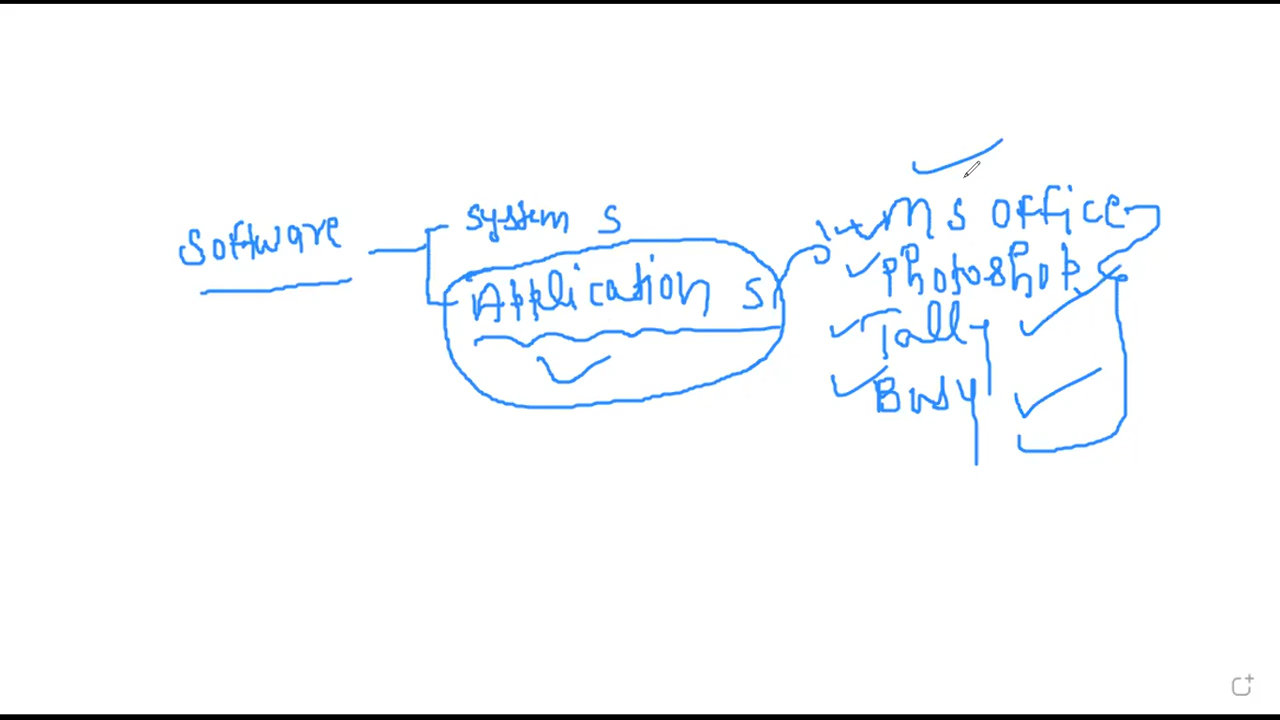 Software
system S
Application S
MS Office
Photoshop
Tally
Busy